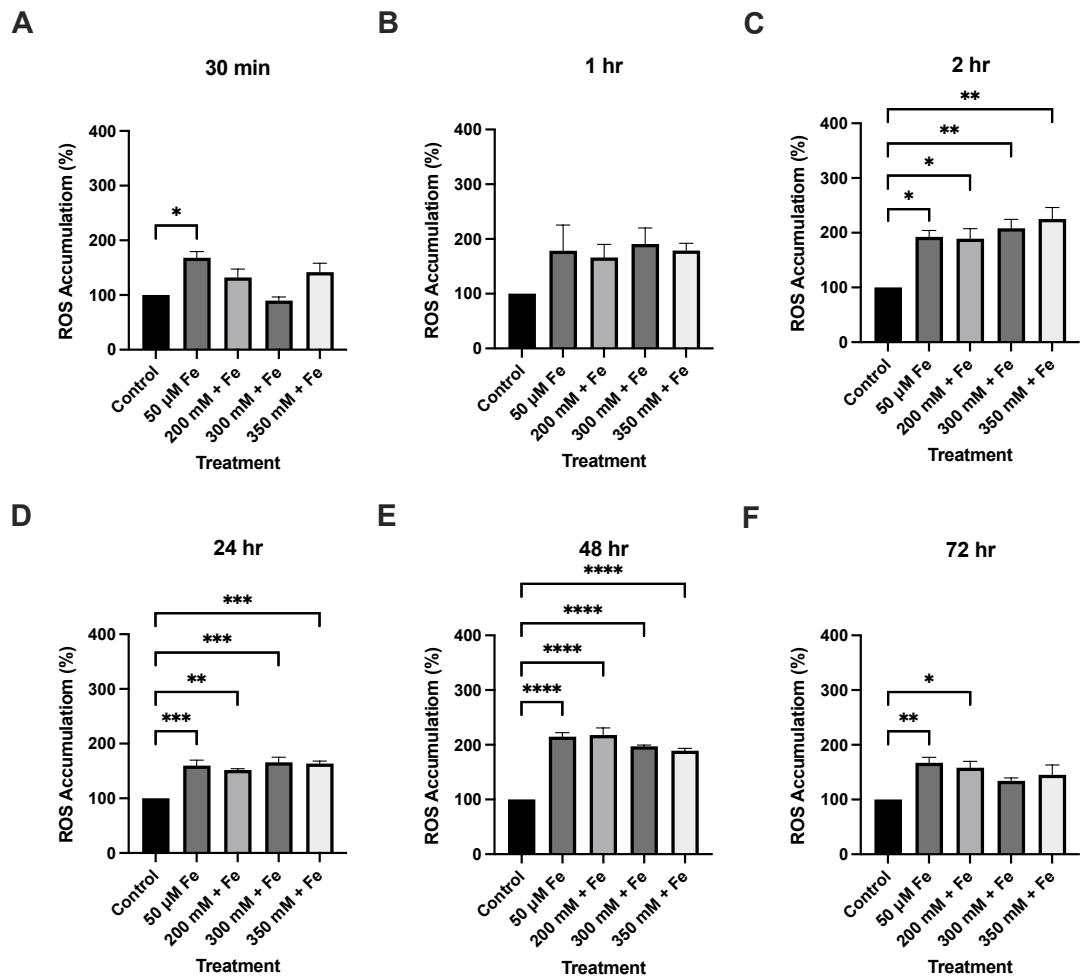 A
30 min
ROS Accumulatiom (%)
400
300
200
100
0
*
Control
50 µM Fe
200 mM + Fe
300 mM + Fe
350 mM + Fe
Treatment
B
1 hr
ROS Accumulatiom (%)
400
300
200
100
0
Control
50 µM Fe
200 mM + Fe
300 mM + Fe
350 mM + Fe
Treatment
C
2 hr
ROS Accumulatiom (%)
400
300
200
100
0
**
**
*
*
Control
50 µM Fe
200 mM + Fe
300 mM + Fe
350 mM + Fe
Treatment
D
24 hr
ROS Accumulatiom (%)
400
300
200
100
0
***
***
**
***
Control
50 µM Fe
200 mM + Fe
300 mM + Fe
350 mM + Fe
Treatment
E
48 hr
ROS Accumulatiom (%)
400
300
200
100
0
****
****
****
****
Control
50 µM Fe
200 mM + Fe
300 mM + Fe
350 mM + Fe
Treatment
F
72 hr
ROS Accumulatiom (%)
400
300
200
100
0
*
**
Control
50 µM Fe
200 mM + Fe
300 mM + Fe
350 mM + Fe
Treatment